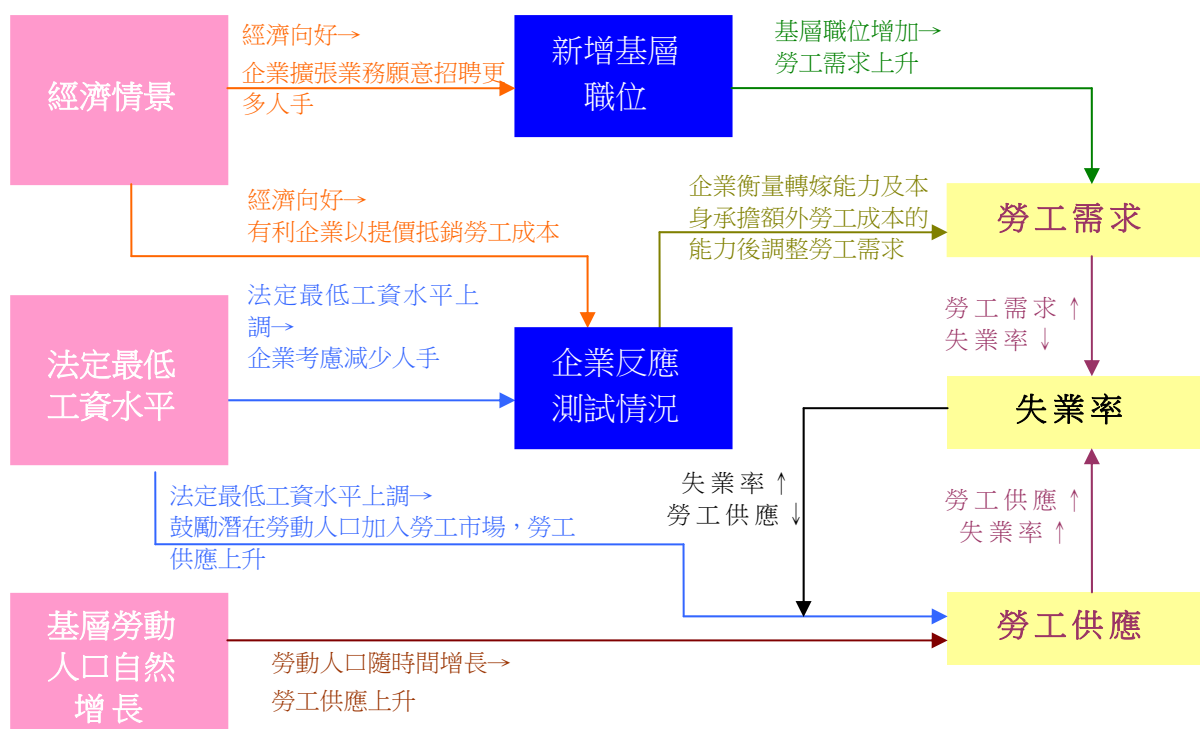 經濟情景
經濟向好→
企業擴張業務願意招聘更
多人手
新增基層
職位
基層職位增加→
勞工需求上升
經濟向好→
有利企業以提價抵銷勞工成本
企業衡量轉嫁能力及本
身承擔額外勞工成本的
能力後調整勞工需求
勞工需求
法定最低
工資水平
法定最低工資水平上
調→
企業考慮減少人手
企業反應
測試情況
勞工需求↑
失業率↓
失業率
法定最低工資水平上調→
鼓勵潛在勞動人口加入勞工市場，勞工
供應上升
失業率↑
勞工供應↓
勞工供應↑
失業率↑
基層勞動
人口自然
增長
勞動人口隨時間增長→
勞工供應上升
勞工供應